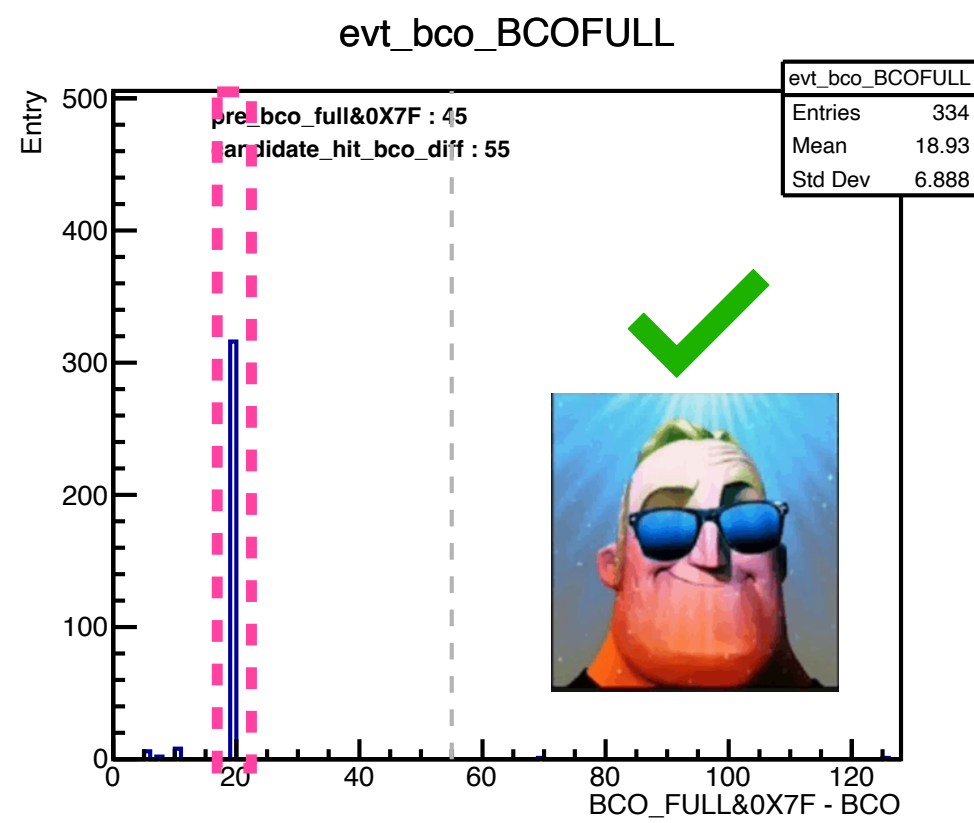 evt_bco_BCOFULL
evt_bco_BCOFULL
Entries 334
Mean 18.93
Std Dev 6.888
Entry
pre_bco_full&0X7F : 45
candidate_hit_bco_diff : 55
500
400
300
200
100
0
0 20 40 60 80 100 120
BCO_FULL&0X7F - BCO